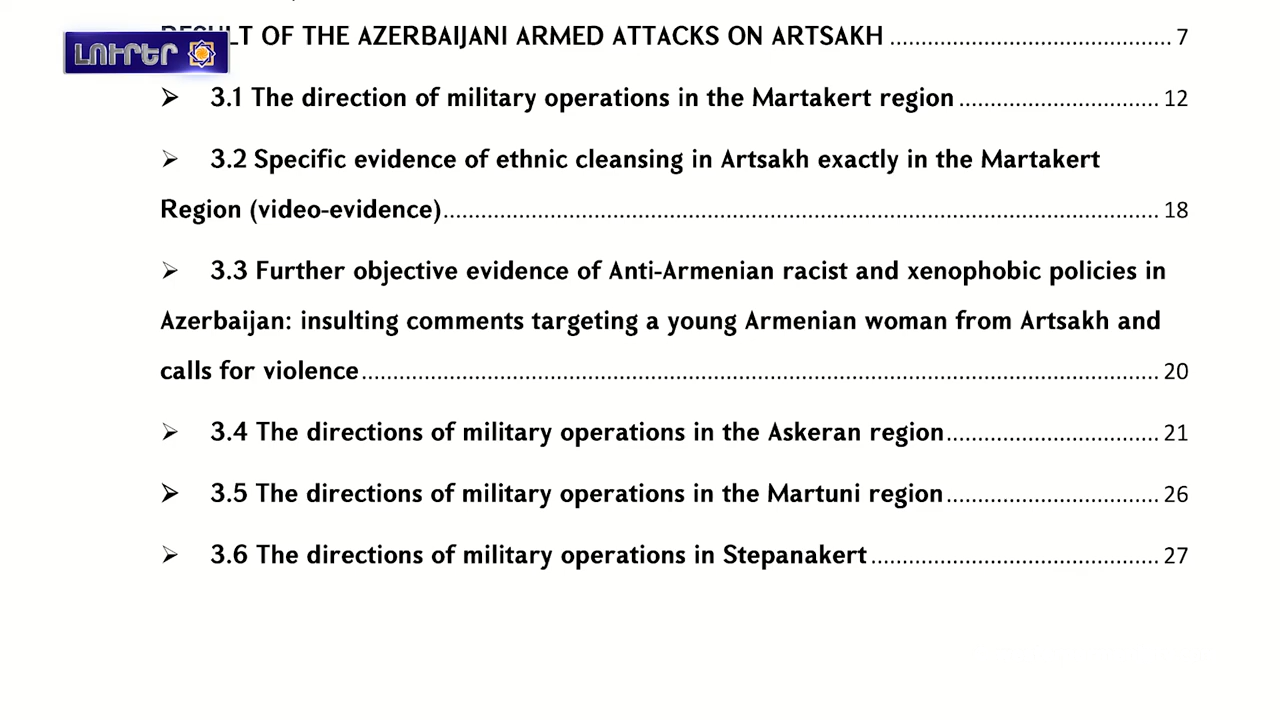 RESULT OF THE AZERBAIJANI ARMED ATTACKS ON ARTSAKH ........ 7
ԼՈՒՐԵՐ
➢ 3.1 The direction of military operations in the Martakert region ........ 12
➢ 3.2 Specific evidence of ethnic cleansing in Artsakh exactly in the Martakert
Region (video-evidence) ........ 18
➢ 3.3 Further objective evidence of Anti-Armenian racist and xenophobic policies in
Azerbaijan: insulting comments targeting a young Armenian woman from Artsakh and
calls for violence ........ 20
➢ 3.4 The directions of military operations in the Askeran region ........ 21
➢ 3.5 The directions of military operations in the Martuni region ........ 26
➢ 3.6 The directions of military operations in Stepanakert ........ 27